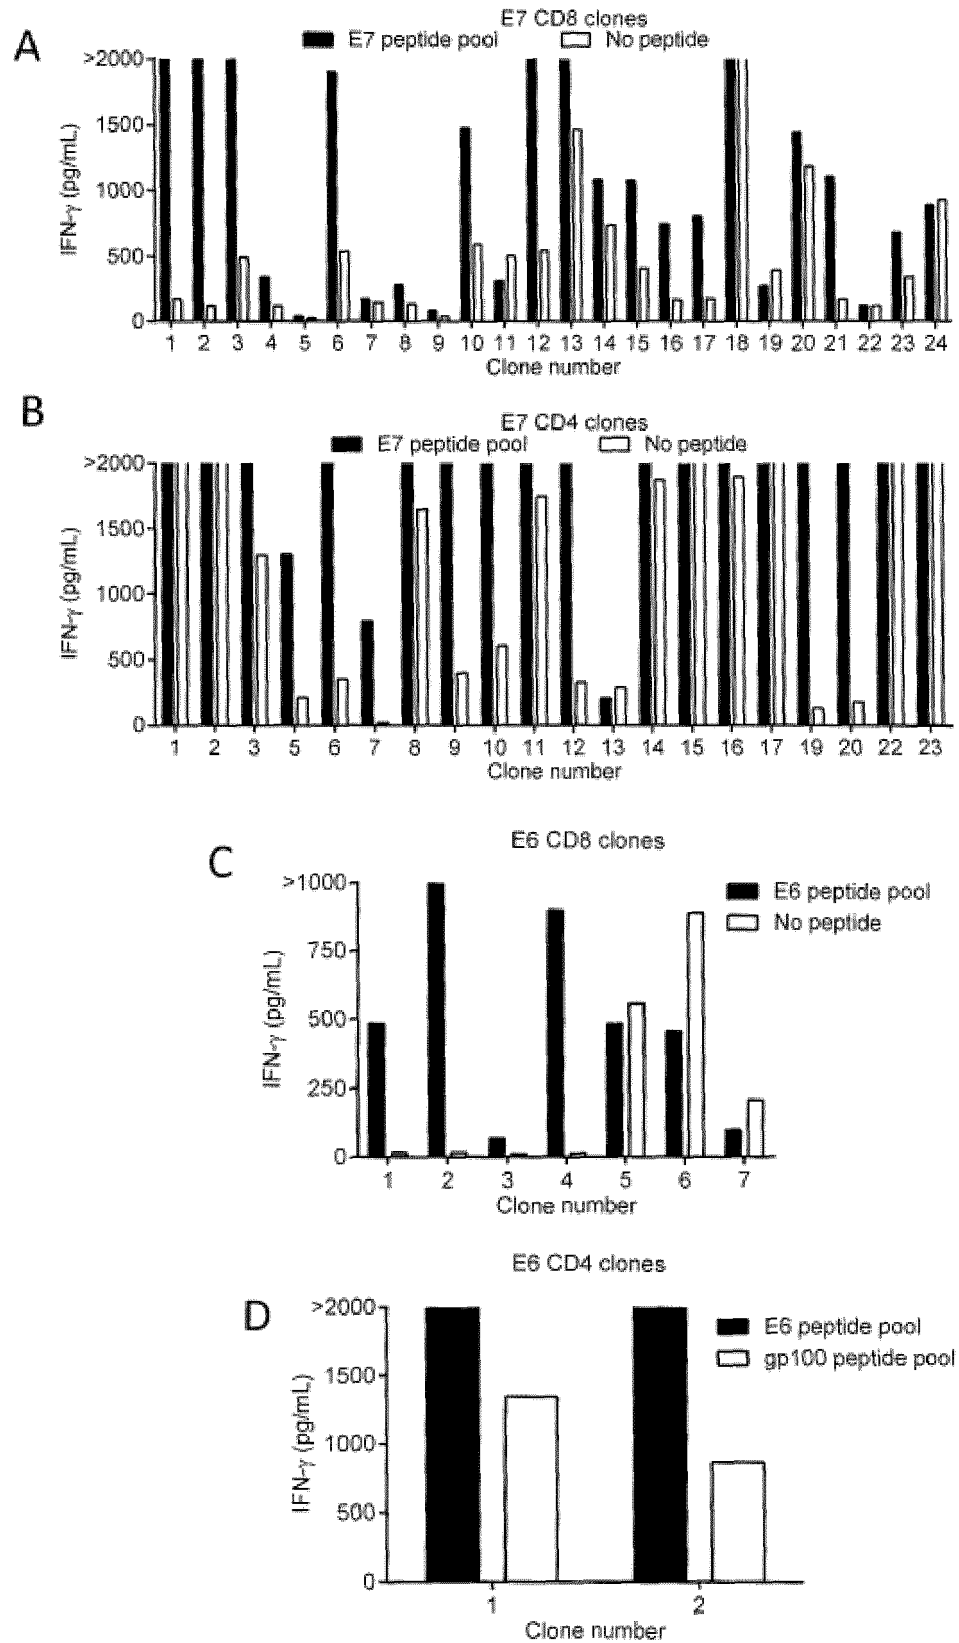 A
E7 CD8 clones
E7 peptide pool
No peptide
IFN-γ (pg/mL)
>2000
1500
1000
500
0
1 2 3 4 5 6 7 8 9 10 11 12 13 14 15 16 17 18 19 20 21 22 23 24
Clone number
B
E7 CD4 clones
E7 peptide pool
No peptide
IFN-γ (pg/mL)
>2000
1500
1000
500
0
1 2 3 5 6 7 8 9 10 11 12 13 14 15 16 17 19 20 22 23
Clone number
C
E6 CD8 clones
E6 peptide pool
No peptide
IFN-γ (pg/mL)
>1000
750
500
250
0
1 2 3 4 5 6 7
Clone number
D
E6 CD4 clones
E6 peptide pool
gp100 peptide pool
IFN-γ (pg/mL)
>2000
1500
1000
500
0
1 2
Clone number